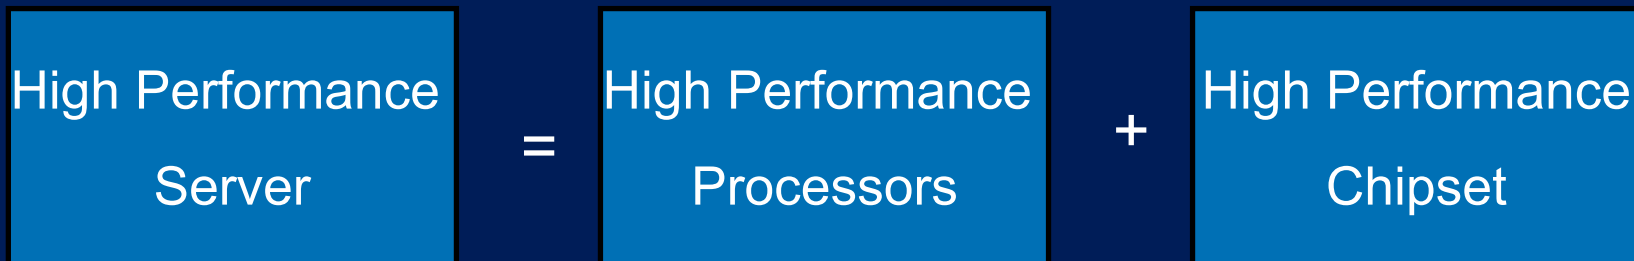 High Performance
Server
=
High Performance
Processors
+
High Performance
Chipset